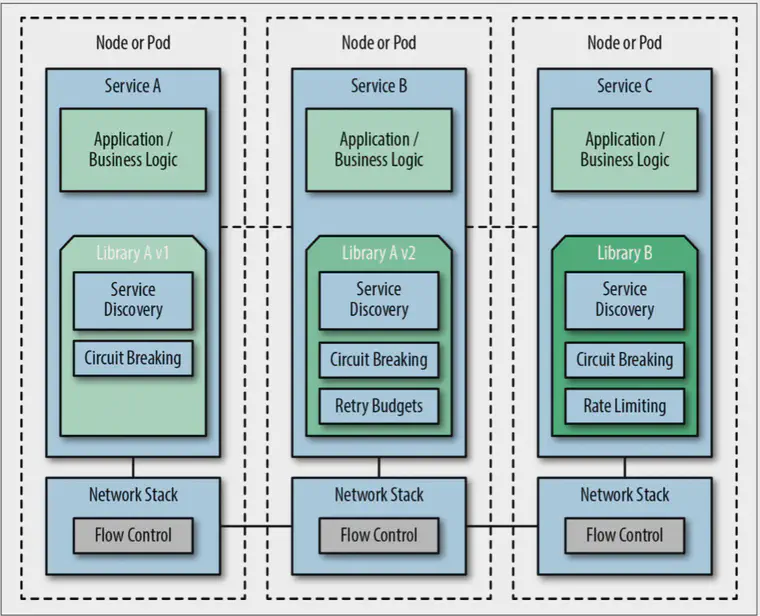 Node or Pod
Service A
Application /
Business Logic
Library A v1
Service
Discovery
Circuit Breaking
Network Stack
Flow Control
Node or Pod
Service B
Application /
Business Logic
Library A v2
Service
Discovery
Circuit Breaking
Retry Budgets
Network Stack
Flow Control
Node or Pod
Service C
Application /
Business Logic
Library B
Service
Discovery
Circuit Breaking
Rate Limiting
Network Stack
Flow Control